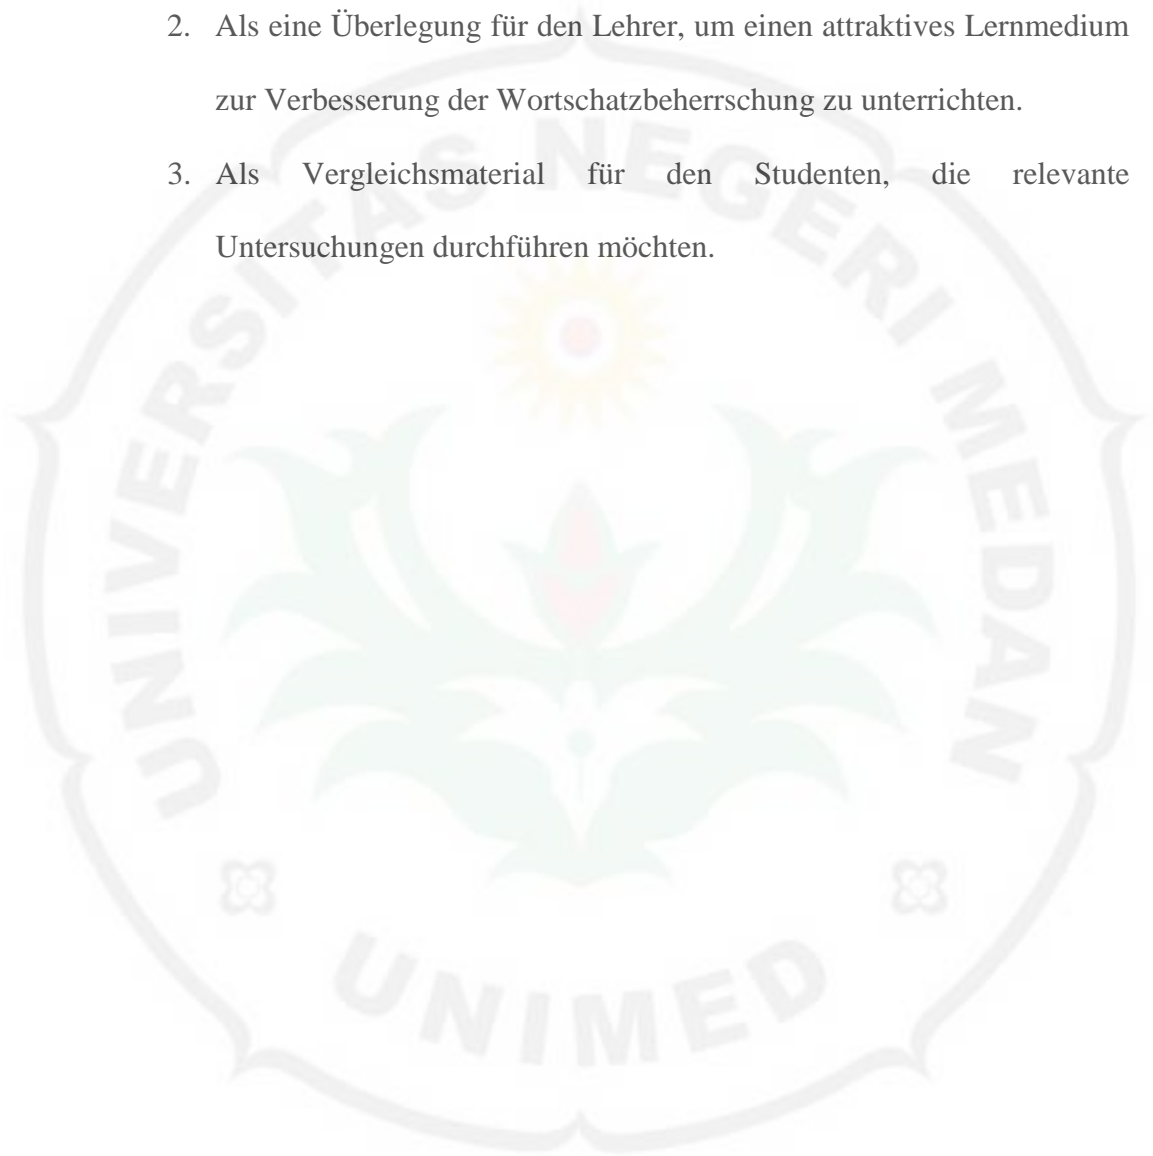 2. Als eine Überlegung für den Lehrer, um einen attraktives Lernmedium
zur Verbesserung der Wortschatzbeherrschung zu unterrichten.
3. Als Vergleichsmaterial für den Studenten, die relevante
Untersuchungen durchführen möchten.
UNIVERSITAS NEGERI MEDAN
UNIMED